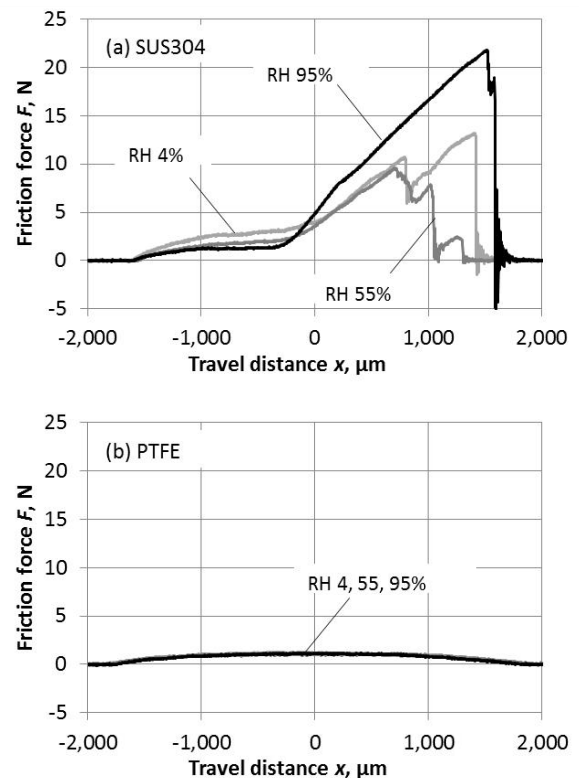 (a) SUS304
RH 95%
RH 4%
RH 55%
Friction force F, N
25
20
15
10
5
0
-5
-2,000 -1,000 0 1,000 2,000
Travel distance x, μm
(b) PTFE
RH 4, 55, 95%
Friction force F, N
25
20
15
10
5
0
-5
-2,000 -1,000 0 1,000 2,000
Travel distance x, μm